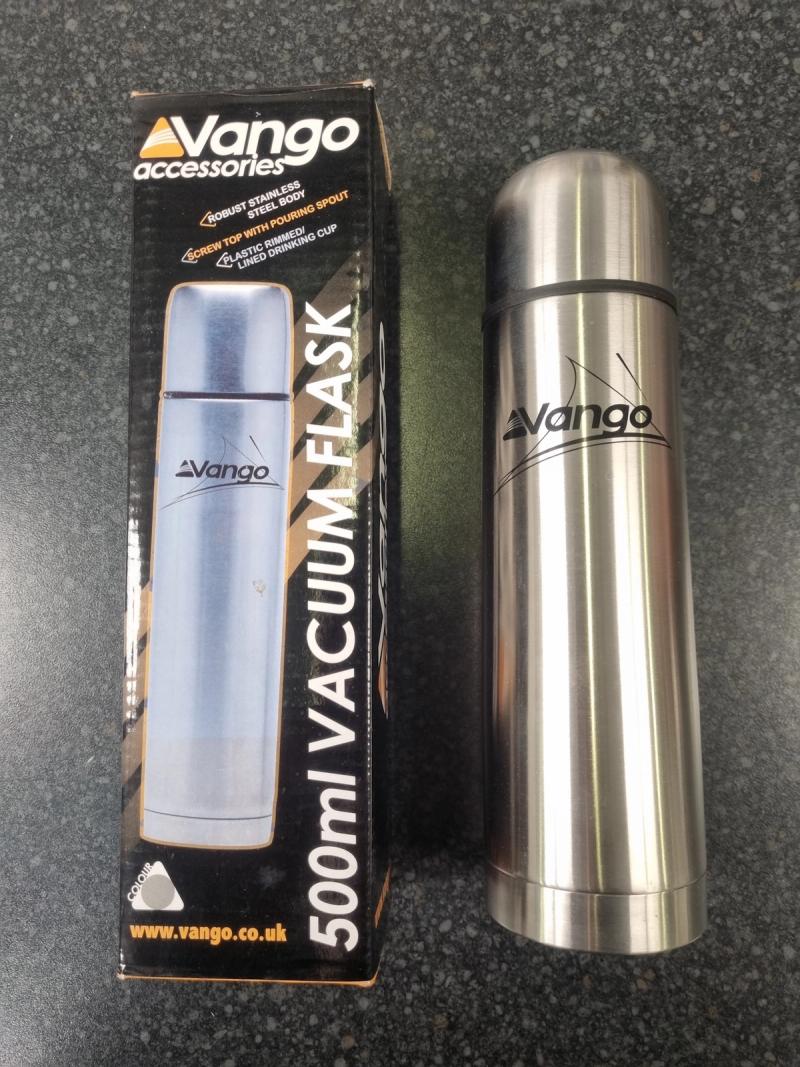 Vango
accessories
ROBUST STAINLESS
STEEL BODY
SCREW TOP WITH POURING SPOUT
PLASTIC RIMMED/
LINED DRINKING CUP
Vango
500ml VACUUM FLASK
COLOUR
www.vango.co.uk
Vango
Vango